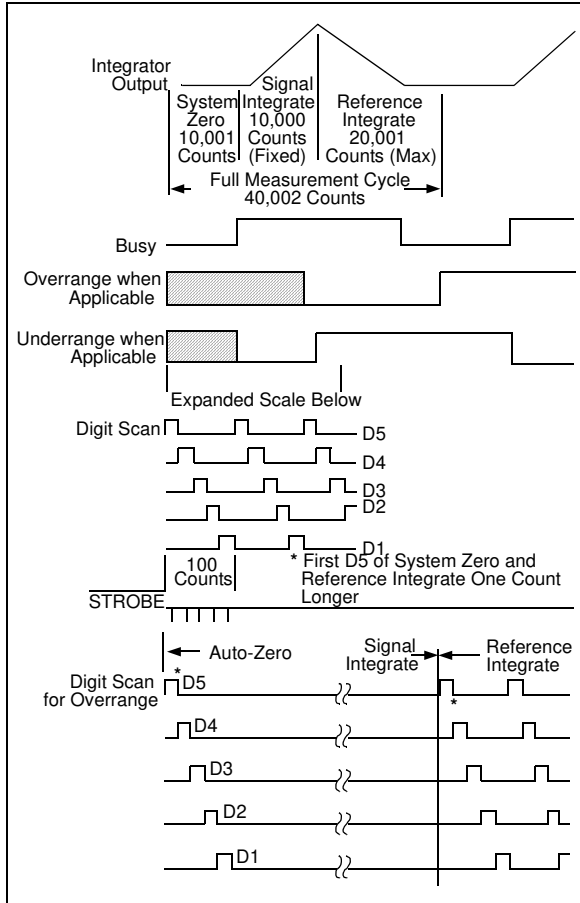 Integrator
Output
System
Zero
10,001
Counts
Signal
Integrate
10,000
Counts
(Fixed)
Reference
Integrate
20,001
Counts (Max)
Full Measurement Cycle
40,002 Counts
Busy
Overrange when
Applicable
Underrange when
Applicable
Expanded Scale Below
Digit Scan
D5
D4
D3
D2
D1
100
Counts
* First D5 of System Zero and
Reference Integrate One Count
Longer
STROBE
Auto-Zero
Signal
Integrate
Reference
Integrate
Digit Scan
for Overrange
*
D5
*
D4
D3
D2
D1